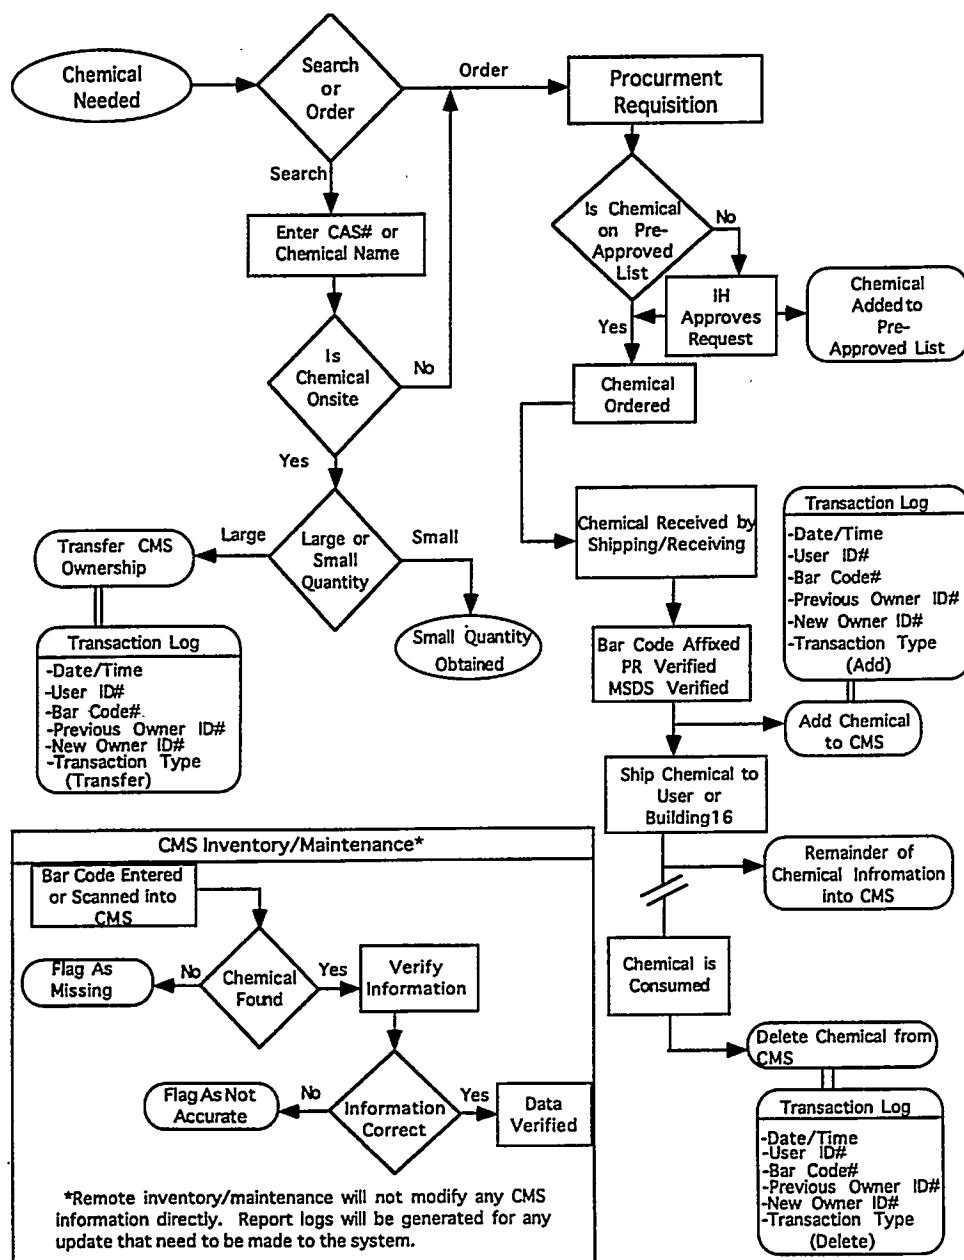 Chemical
Needed
Search
or
Order
Order
Procurment
Requisition
Search
Enter CAS# or
Chemical Name
Is Chemical
on Pre-
Approved
List
No
IH
Approves
Request
Chemical
Added to
Pre-
Approved List
Yes
Is
Chemical
Onsite
No
Chemical
Ordered
Yes
Large or
Small
Quantity
Large
Small
Transfer CMS
Ownership
Small Quantity
Obtained
Transaction Log
-Date/Time
-User ID#
-Bar Code#.
-Previous Owner ID#
-New Owner ID#
-Transaction Type
(Transfer)
Chemical Received by
Shipping/Receiving
Transaction Log
-Date/Time
-User ID#
-Bar Code#
-Previous Owner ID#
-New Owner ID#
-Transaction Type
(Add)
Bar Code Affixed
PR Verified
MSDS Verified
Add Chemical
to CMS
Ship Chemical to
User or
Building16
Remainder of
Chemical Infromation
into CMS
Chemical is
Consumed
Delete Chemical from
CMS
Transaction Log
-Date/Time
-User ID#
-Bar Code#
-Previous Owner ID#
-New Owner ID#
-Transaction Type
(Delete)
CMS Inventory/Maintenance*
Bar Code Entered
or Scanned into
CMS
Chemical
Found
No
Flag As
Missing
Yes
Verify
Information
Information
Correct
No
Flag As Not
Accurate
Yes
Data
Verified
*Remote inventory/maintenance will not modify any CMS
information directly. Report logs will be generated for any
update that need to be made to the system.